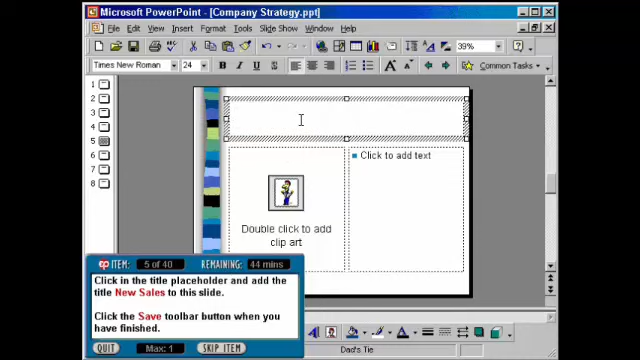 Microsoft PowerPoint - [Company Strategy.ppt]
File Edit View Insert Format Tools Slide Show Window Help
39%
Times New Roman 24 B I U S Common Tasks
1
2
3
4
5
6
7
8
Click to add text
Double click to add
clip art
ITEM: 5 of 40 REMAINING: 44 mins
Click in the title placeholder and add the
title New Sales to this slide.
Click the Save toolbar button when you
have finished.
QUIT Max: 1 SKIP ITEM
Dad's Tie